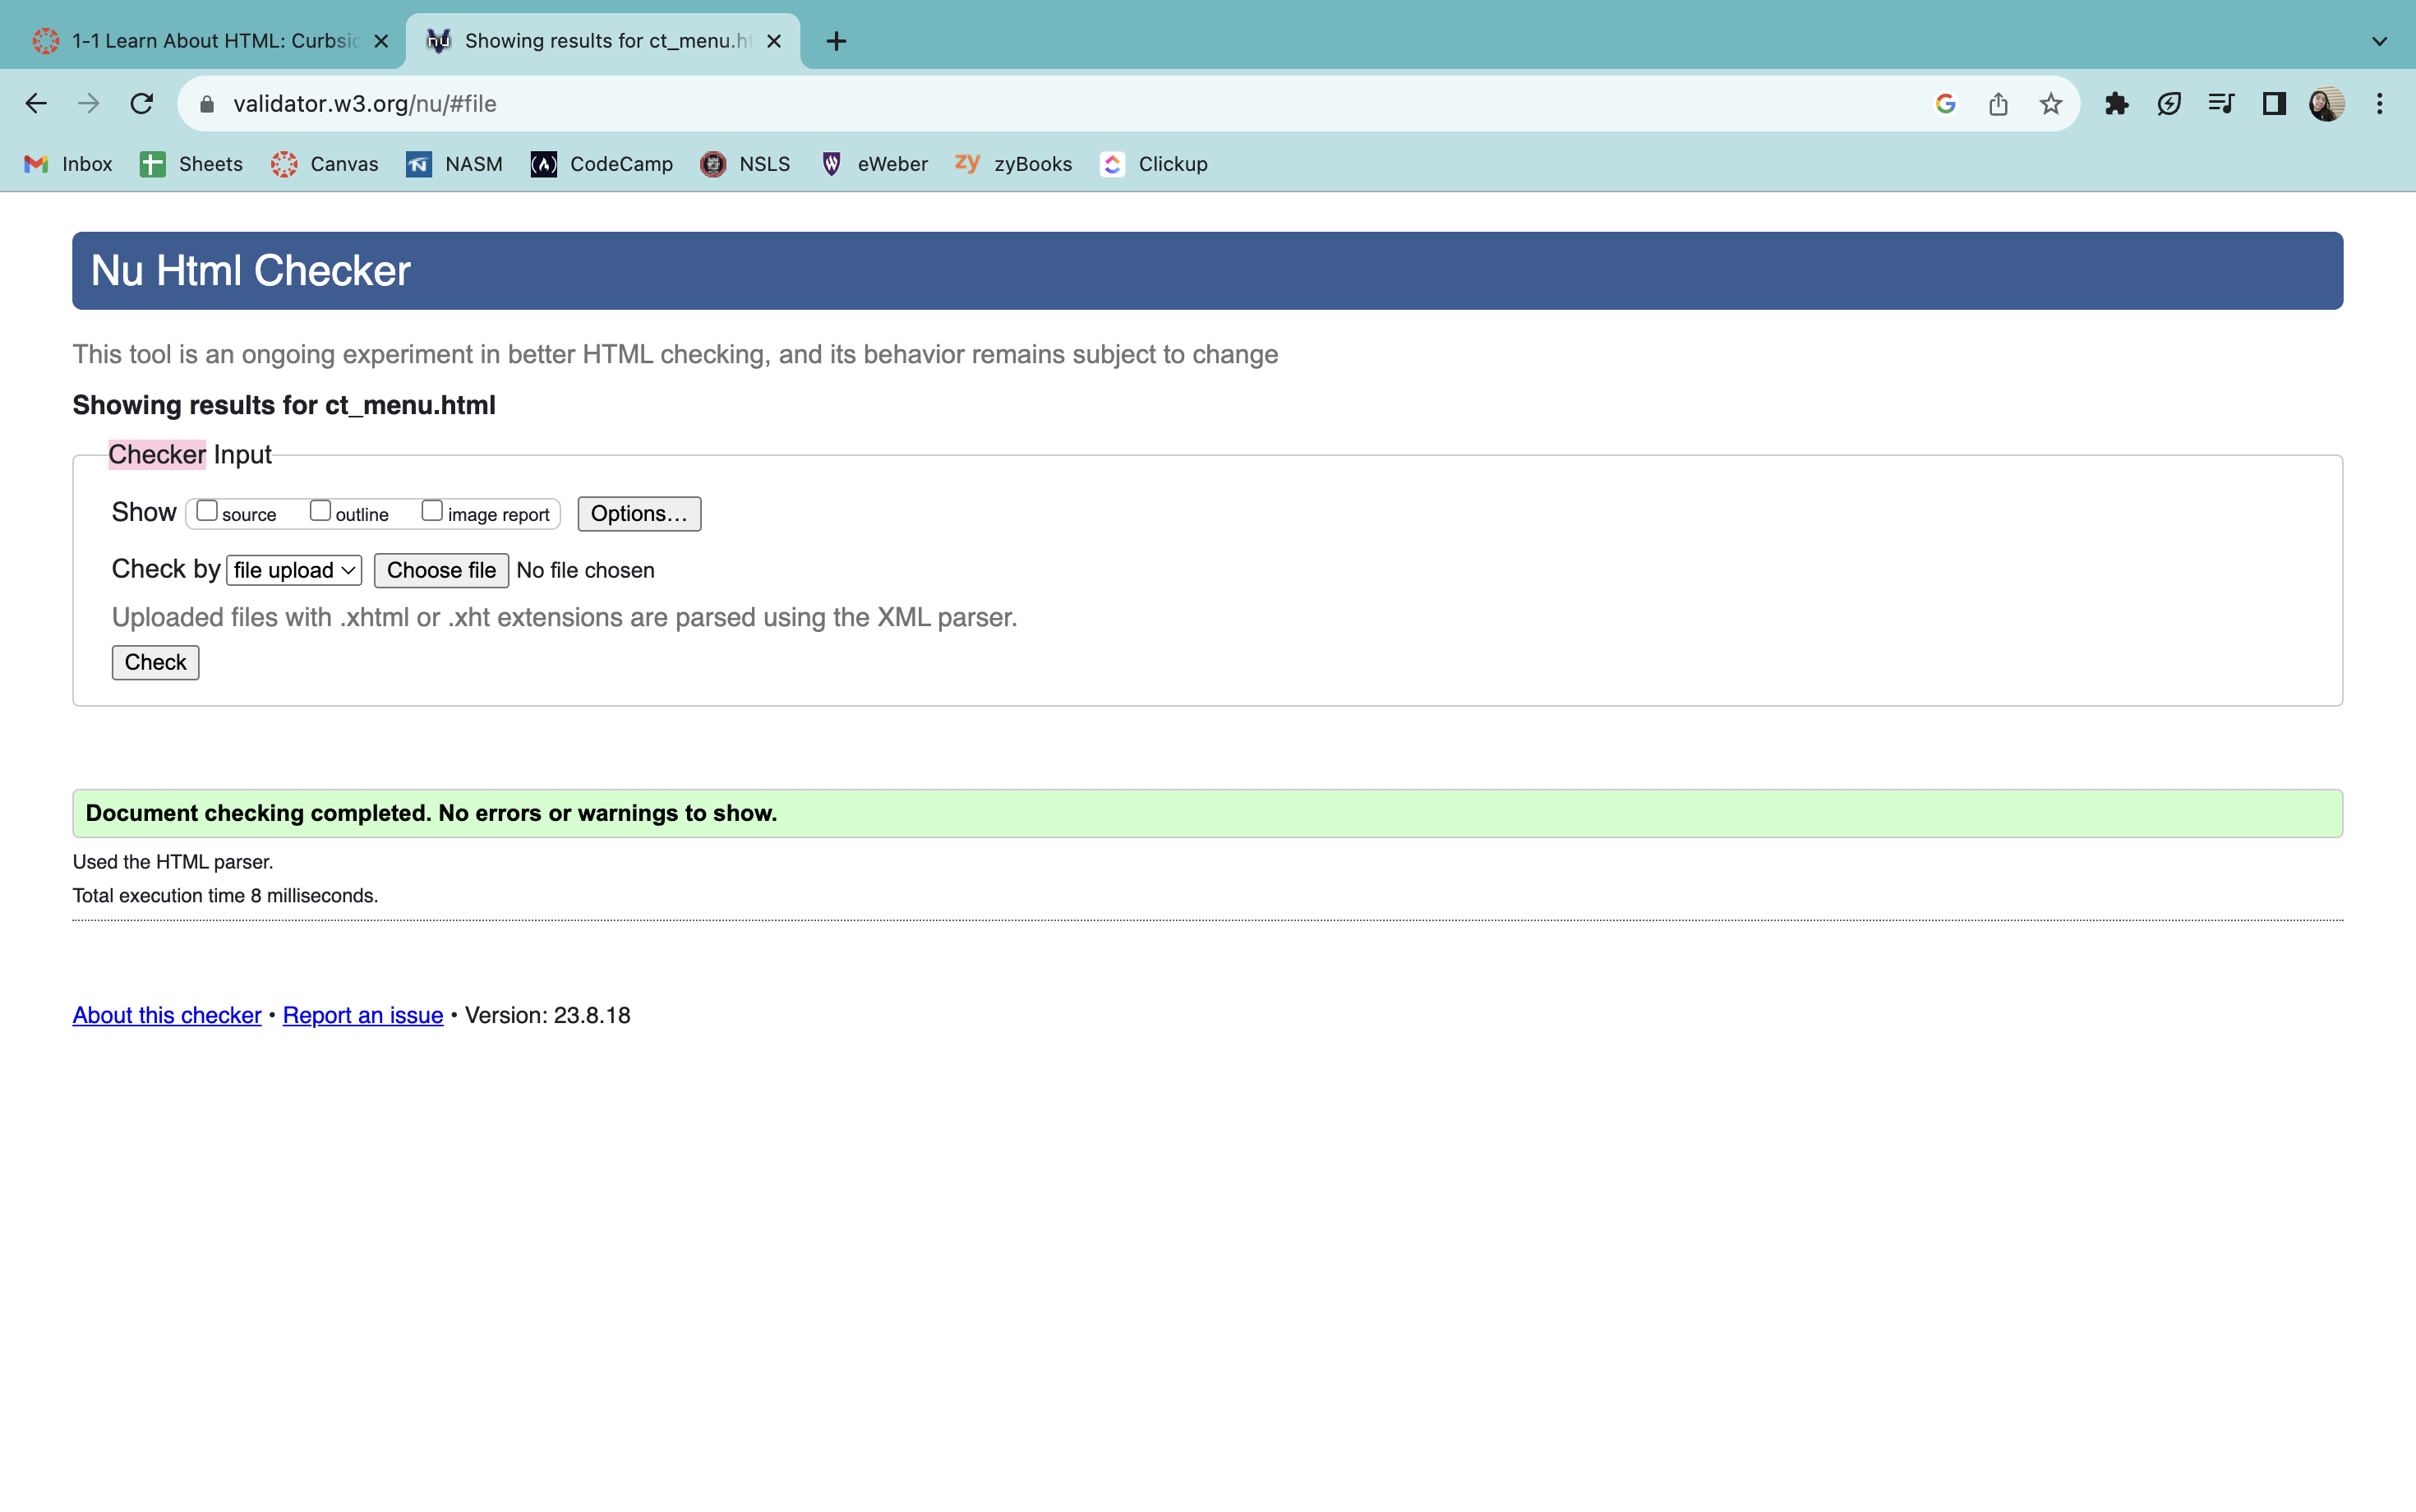 1-1 Learn About HTML: Curbsid
Showing results for ct_menu.ht
validator.w3.org/nu/#file
Inbox Sheets Canvas NASM CodeCamp NSLS eWeber zyBooks Clickup
Nu Html Checker
This tool is an ongoing experiment in better HTML checking, and its behavior remains subject to change
Showing results for ct_menu.html
Checker Input
Show source outline image report Options...
Check by file upload Choose file No file chosen
Uploaded files with .xhtml or .xht extensions are parsed using the XML parser.
Check
Document checking completed. No errors or warnings to show.
Used the HTML parser.
Total execution time 8 milliseconds.
About this checker • Report an issue • Version: 23.8.18